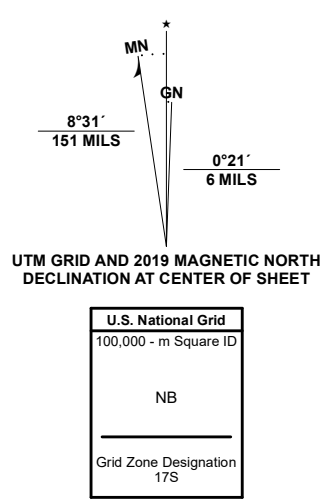 ★
MN
GN
8°31´
151 MILS
0°21´
6 MILS
UTM GRID AND 2019 MAGNETIC NORTH
DECLINATION AT CENTER OF SHEET
U.S. National Grid
100,000 - m Square ID
NB
Grid Zone Designation
17S